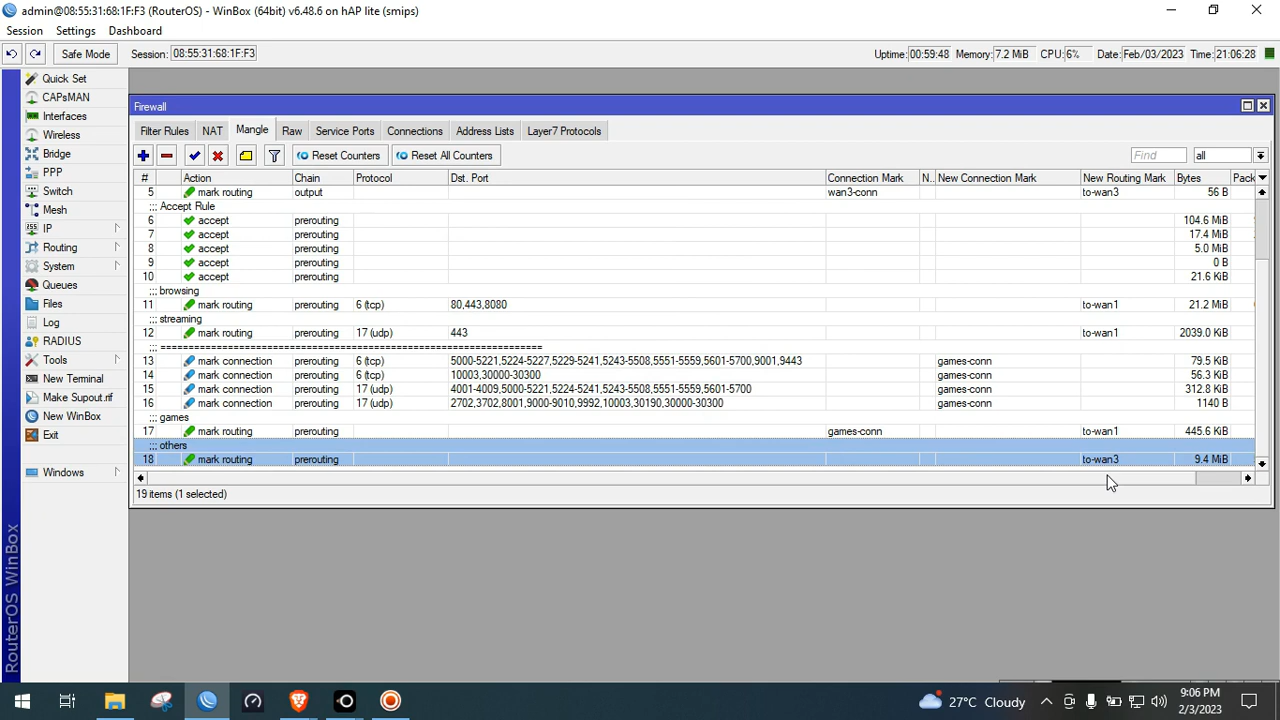 admin@08:55:31:68:1F:F3 (RouterOS) - WinBox (64bit) v6.48.6 on hAP lite (smips)
Session Settings Dashboard
Safe Mode Session: 08:55:31:68:1F:F3 Uptime: 00:59:48 Memory: 7.2 MiB CPU: 6% Date: Feb/03/2023 Time: 21:06:28
Quick Set
CAPsMAN
Interfaces
Wireless
Bridge
PPP
Switch
Mesh
IP
Routing
System
Queues
Files
Log
RADIUS
Tools
New Terminal
Make Supout.rif
New WinBox
Exit
Windows
RouterOS WinBox
Firewall
Filter Rules NAT Mangle Raw Service Ports Connections Address Lists Layer7 Protocols
Reset Counters Reset All Counters Find all
# Action Chain Protocol Dst. Port Connection Mark N.. New Connection Mark New Routing Mark Bytes Pack
5 mark routing output wan3-conn to-wan3 56 B
;;; Accept Rule
6 accept prerouting 104.6 MiB
7 accept prerouting 17.4 MiB
8 accept prerouting 5.0 MiB
9 accept prerouting 0 B
10 accept prerouting 21.6 KiB
;;; browsing
11 mark routing prerouting 6 (tcp) 80,443,8080 to-wan1 21.2 MiB
;;; streaming
12 mark routing prerouting 17 (udp) 443 to-wan1 2039.0 KiB
;;; ================================================================
13 mark connection prerouting 6 (tcp) 5000-5221,5224-5227,5229-5241,5243-5508,5551-5559,5601-5700,9001,9443 games-conn 79.5 KiB
14 mark connection prerouting 6 (tcp) 10003,30000-30300 games-conn 56.3 KiB
15 mark connection prerouting 17 (udp) 4001-4009,5000-5221,5224-5241,5243-5508,5551-5559,5601-5700 games-conn 312.8 KiB
16 mark connection prerouting 17 (udp) 2702,3702,8001,9000-9010,9992,10003,30190,30000-30300 games-conn 1140 B
;;; games
17 mark routing prerouting games-conn to-wan1 445.6 KiB
;;; others
18 mark routing prerouting to-wan3 9.4 MiB
19 items (1 selected)
27°C Cloudy
9:06 PM
2/3/2023